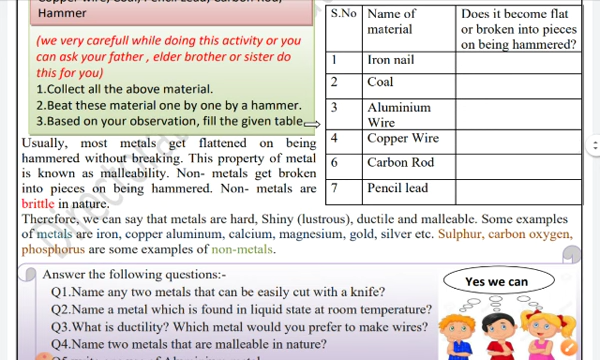 Hammer
(we very carefull while doing this activity or you
can ask your father , elder brother or sister do
this for you)
1.Collect all the above material.
2.Beat these material one by one by a hammer.
3.Based on your observation, fill the given table
S.No Name of material Does it become flat or broken into pieces on being hammered?
1 Iron nail
2 Coal
3 Aluminium Wire
4 Copper Wire
6 Carbon Rod
7 Pencil lead
Usually, most metals get flattened on being
hammered without breaking. This property of metal
is known as malleability. Non- metals get broken
into pieces on being hammered. Non- metals are
brittle in nature.
Therefore, we can say that metals are hard, Shiny (lustrous), ductile and malleable. Some examples
of metals are iron, copper aluminum, calcium, magnesium, gold, silver etc. Sulphur, carbon oxygen,
phosphorus are some examples of non-metals.
Answer the following questions:-
Q1.Name any two metals that can be easily cut with a knife?
Q2.Name a metal which is found in liquid state at room temperature?
Q3.What is ductility? Which metal would you prefer to make wires?
Q4.Name two metals that are malleable in nature?
Yes we can